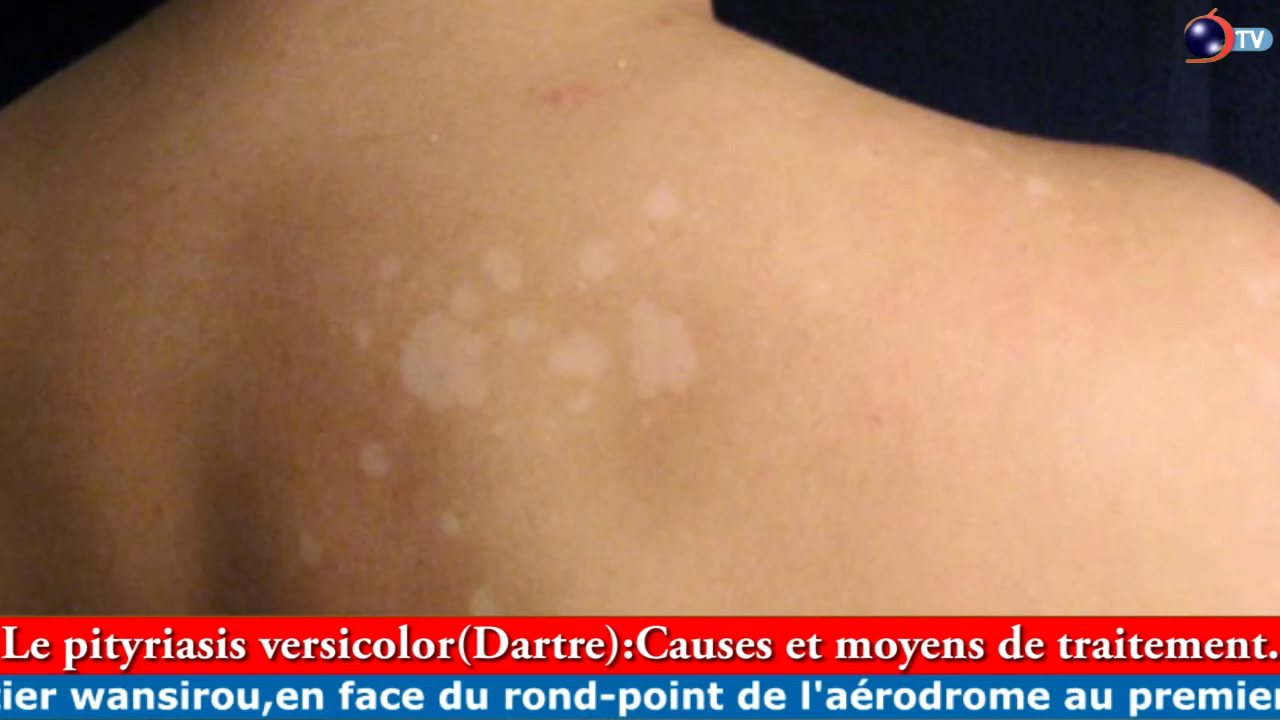 TV
Le pityriasis versicolor(Dartre):Causes et moyens de traitement.
wansirou,en face du rond-point de l'aérodrome au premier